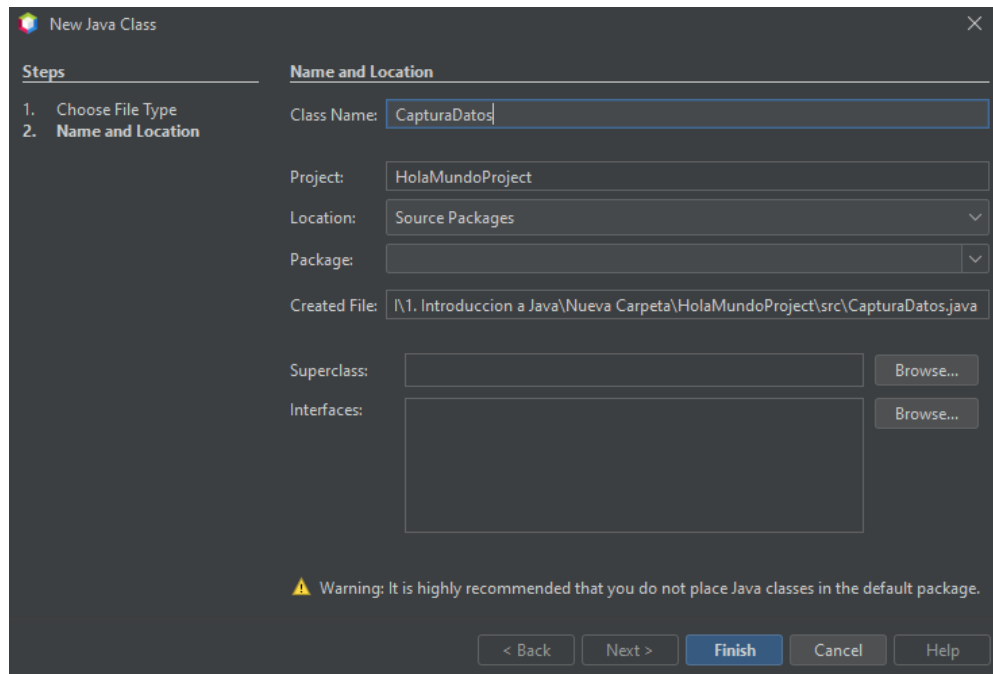 New Java Class
Steps
1. Choose File Type
2. Name and Location
Name and Location
Class Name: CapturaDatos
Project: HolaMundoProject
Location: Source Packages
Package:
Created File: l\1. Introduccion a Java\Nueva Carpeta\HolaMundoProject\src\CapturaDatos.java
Superclass: Browse...
Interfaces: Browse...
Warning: It is highly recommended that you do not place Java classes in the default package.
< Back Next > Finish Cancel Help